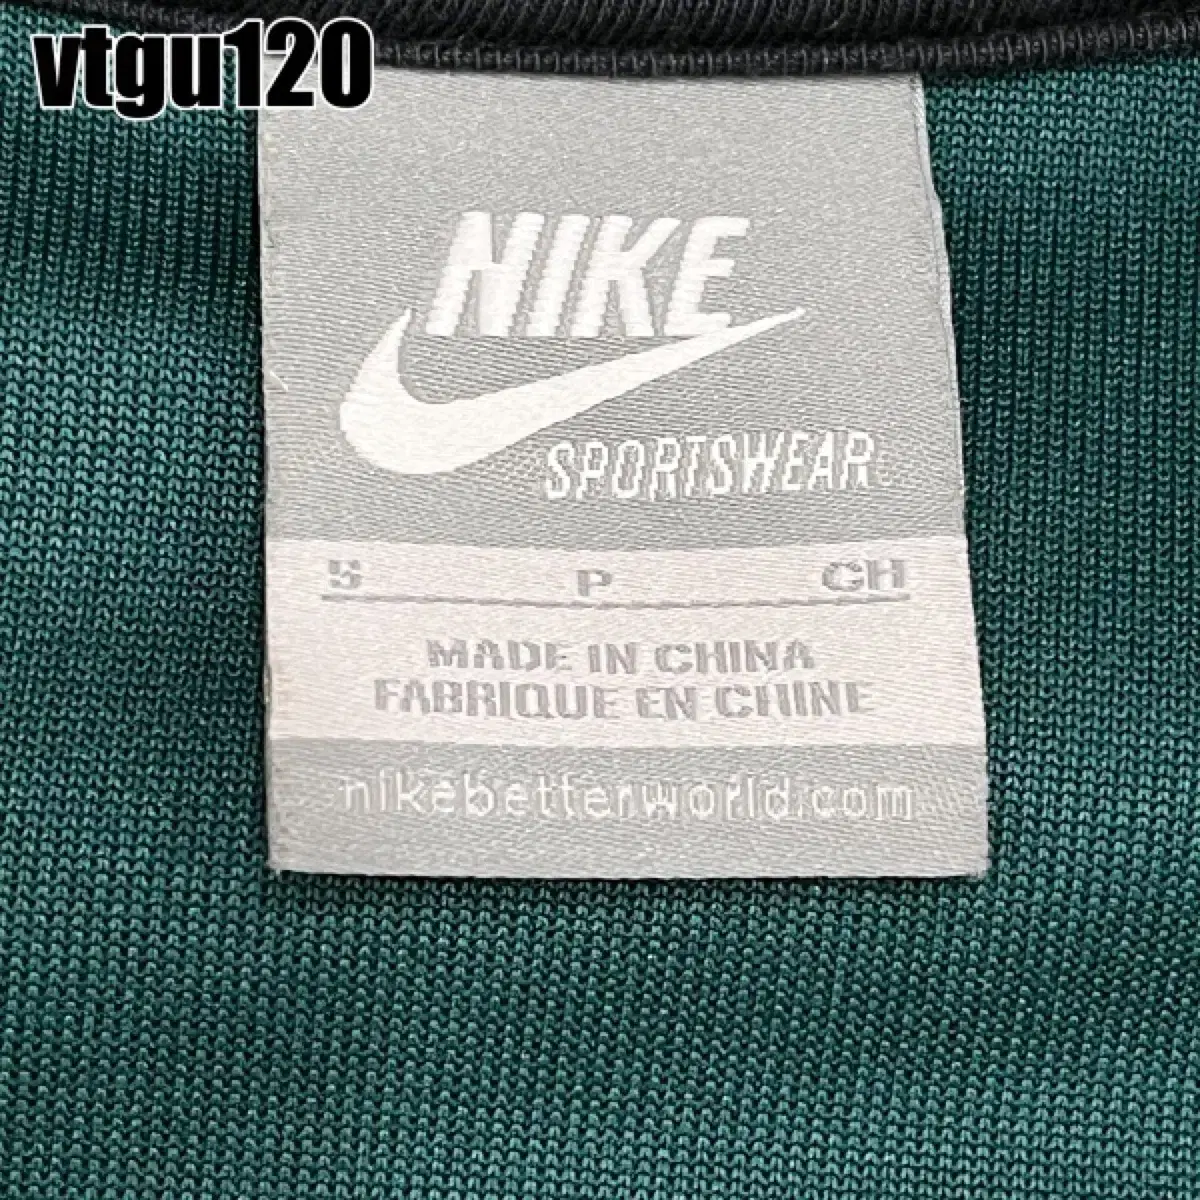 vtgu120
NIKE
SPORTSWEAR
S P CH
MADE IN CHINA
FABRIQUE EN CHINE
nikebetterworld.com